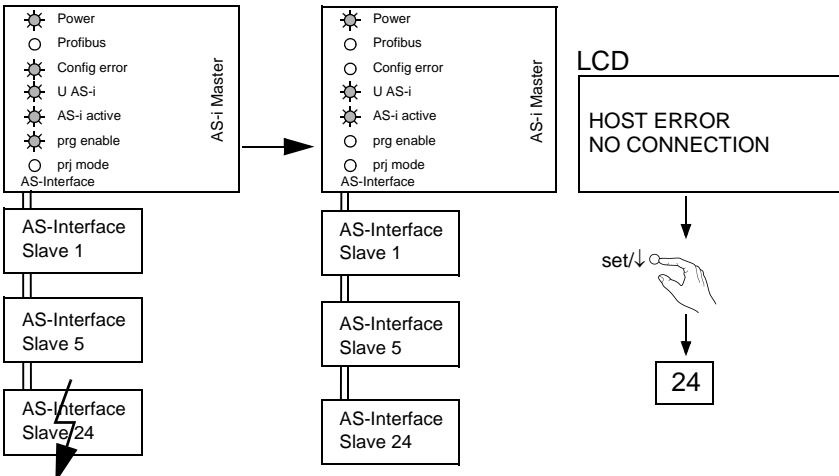 Power
Profibus
Config error
U AS-i
AS-i active
prg enable
prj mode
AS-Interface
AS-i Master
AS-Interface
Slave 1
AS-Interface
Slave 5
AS-Interface
Slave 24
Power
Profibus
Config error
U AS-i
AS-i active
prg enable
prj mode
AS-Interface
AS-i Master
AS-Interface
Slave 1
AS-Interface
Slave 5
AS-Interface
Slave 24
LCD
HOST ERROR
NO CONNECTION
set/↓
24